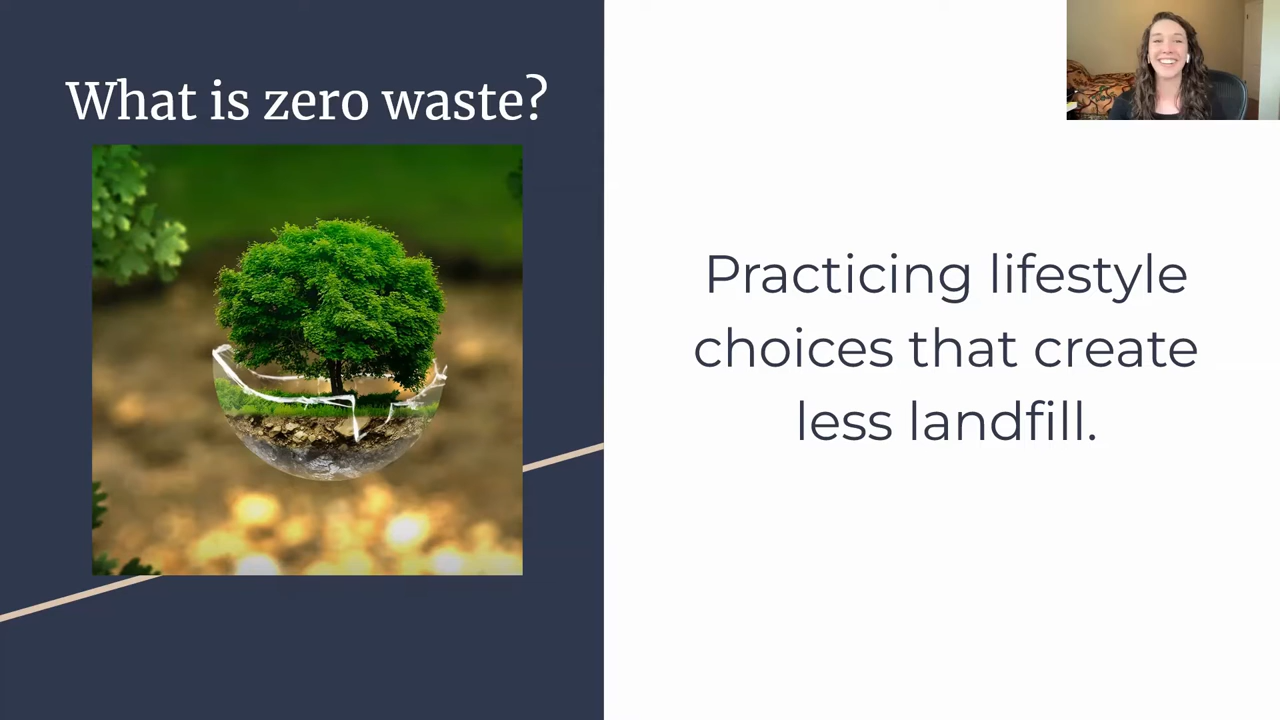 What is zero waste?
Practicing lifestyle
choices that create
less landfill.